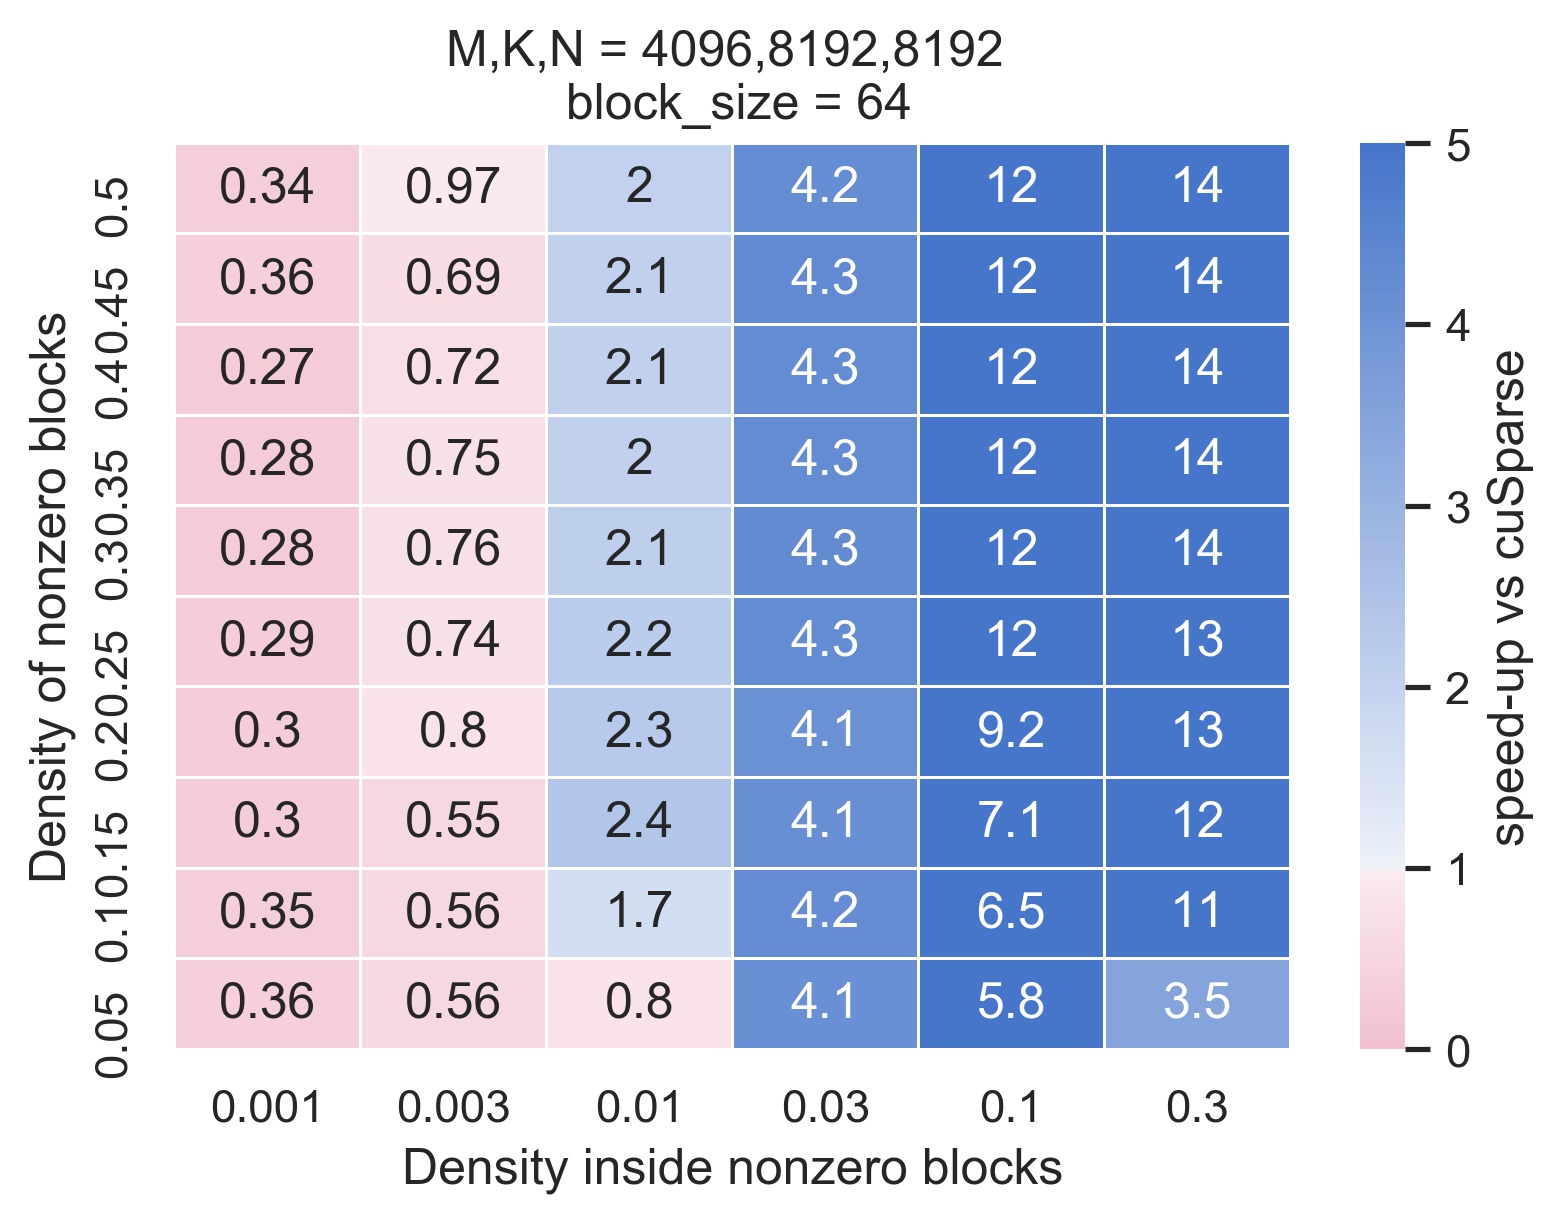 M,K,N = 4096,8192,8192
block_size = 64
Density of nonzero blocks
0.5 0.34 0.97 2 4.2 12 14
0.45 0.36 0.69 2.1 4.3 12 14
0.4 0.27 0.72 2.1 4.3 12 14
0.35 0.28 0.75 2 4.3 12 14
0.3 0.28 0.76 2.1 4.3 12 14
0.25 0.29 0.74 2.2 4.3 12 13
0.2 0.3 0.8 2.3 4.1 9.2 13
0.15 0.3 0.55 2.4 4.1 7.1 12
0.1 0.35 0.56 1.7 4.2 6.5 11
0.05 0.36 0.56 0.8 4.1 5.8 3.5
0.001 0.003 0.01 0.03 0.1 0.3
Density inside nonzero blocks
5
4
3
2
1
0
speed-up vs cuSparse